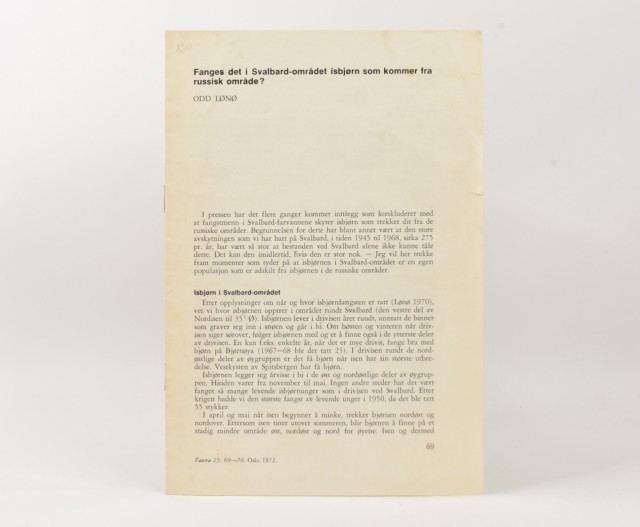 Fanges det i Svalbard-området isbjørn som kommer fra
russisk område?
ODD LØNØ
I pressen har det flere ganger kommet innlegg som konkluderer med
at fangstmenn i Svalbard-farvannene skyter isbjørn som trekker dit fra de
russiske områder. Begrunnelsen for dette har blant annet vært at den store
avskytningen som vi har hatt på Svalbard, i tiden 1945 til 1968, sirka 275
pr. år, har vært så stor at bestanden ved Svalbard alene ikke kunne tåle
dette. Det kan den imidlertid, hvis den er stor nok. — Jeg vil her trekke
fram momenter som tyder på at isbjørnen i Svalbard-området er en egen
populasjon som er adskilt fra isbjørnen i de russiske områder.
Isbjørn i Svalbard-området
Etter opplysninger om når og hvor isbjørnfangsten er tatt (Lønø 1970),
vet vi hvor isbjørnen opptrer i området rundt Svalbard (den vestre del av
Nordisen til 35° Ø). Isbjørnen lever i drivisen året rundt, unntatt de binner
som graver seg inn i snøen og går i hi. Om høsten og vinteren når driv-
isen siger sørover, følger isbjørnen med og er å finne også i de ytterste deler av
drivisen. En kan f.eks. enkelte år, når det er mye drivis, fange bra med
bjørn på Bjørnøya (1967—68 ble det tatt 23). I drivisen rundt de nord-
østligste deler av øygruppen er det få bjørn når isen har sin største utbre-
delse. Vestkysten av Spitsbergen har få bjørn.
Isbjørnen legger seg årvisst i hi i de øst og nordøstlige deler av øygrup-
pen. Hitiden varer fra november til mai. Ingen andre steder har det vært
fanget så mange levende isbjørnunger som i drivisen ved Svalbard. Etter
krigen hadde vi den største fangst av levende unger i 1950, da det ble tatt
55 stykker.
I april og mai når isen begynner å minke, trekker bjørnen nordøst og
nordover. Ettersom isen tiner utover sommeren, blir bjørnen å finne på et
stadig mindre område øst, nordøst og nord for øyene. Isen og dermed
69
Fauna 25: 69—76. Oslo 1972.